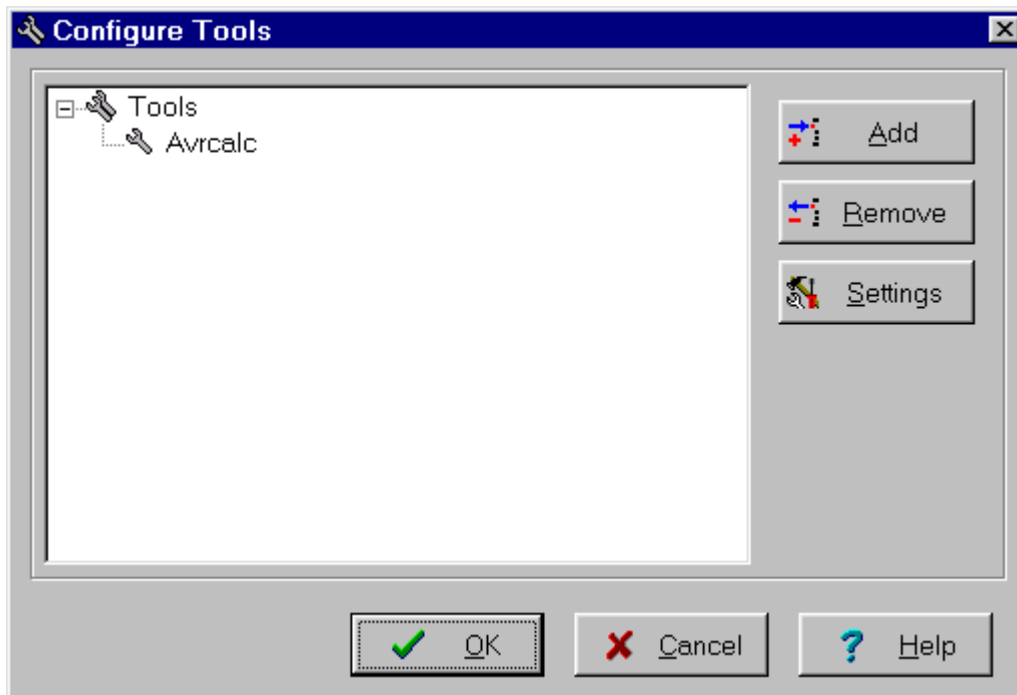 Configure Tools
Tools
Avrcalc
Add
Remove
Settings
OK
Cancel
Help